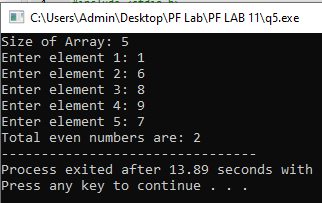 C:\Users\Admin\Desktop\PF Lab\PF LAB 11\q5.exe
Size of Array: 5
Enter element 1: 1
Enter element 2: 6
Enter element 3: 8
Enter element 4: 9
Enter element 5: 7
Total even numbers are: 2
--------------------------------
Process exited after 13.89 seconds with
Press any key to continue . . .